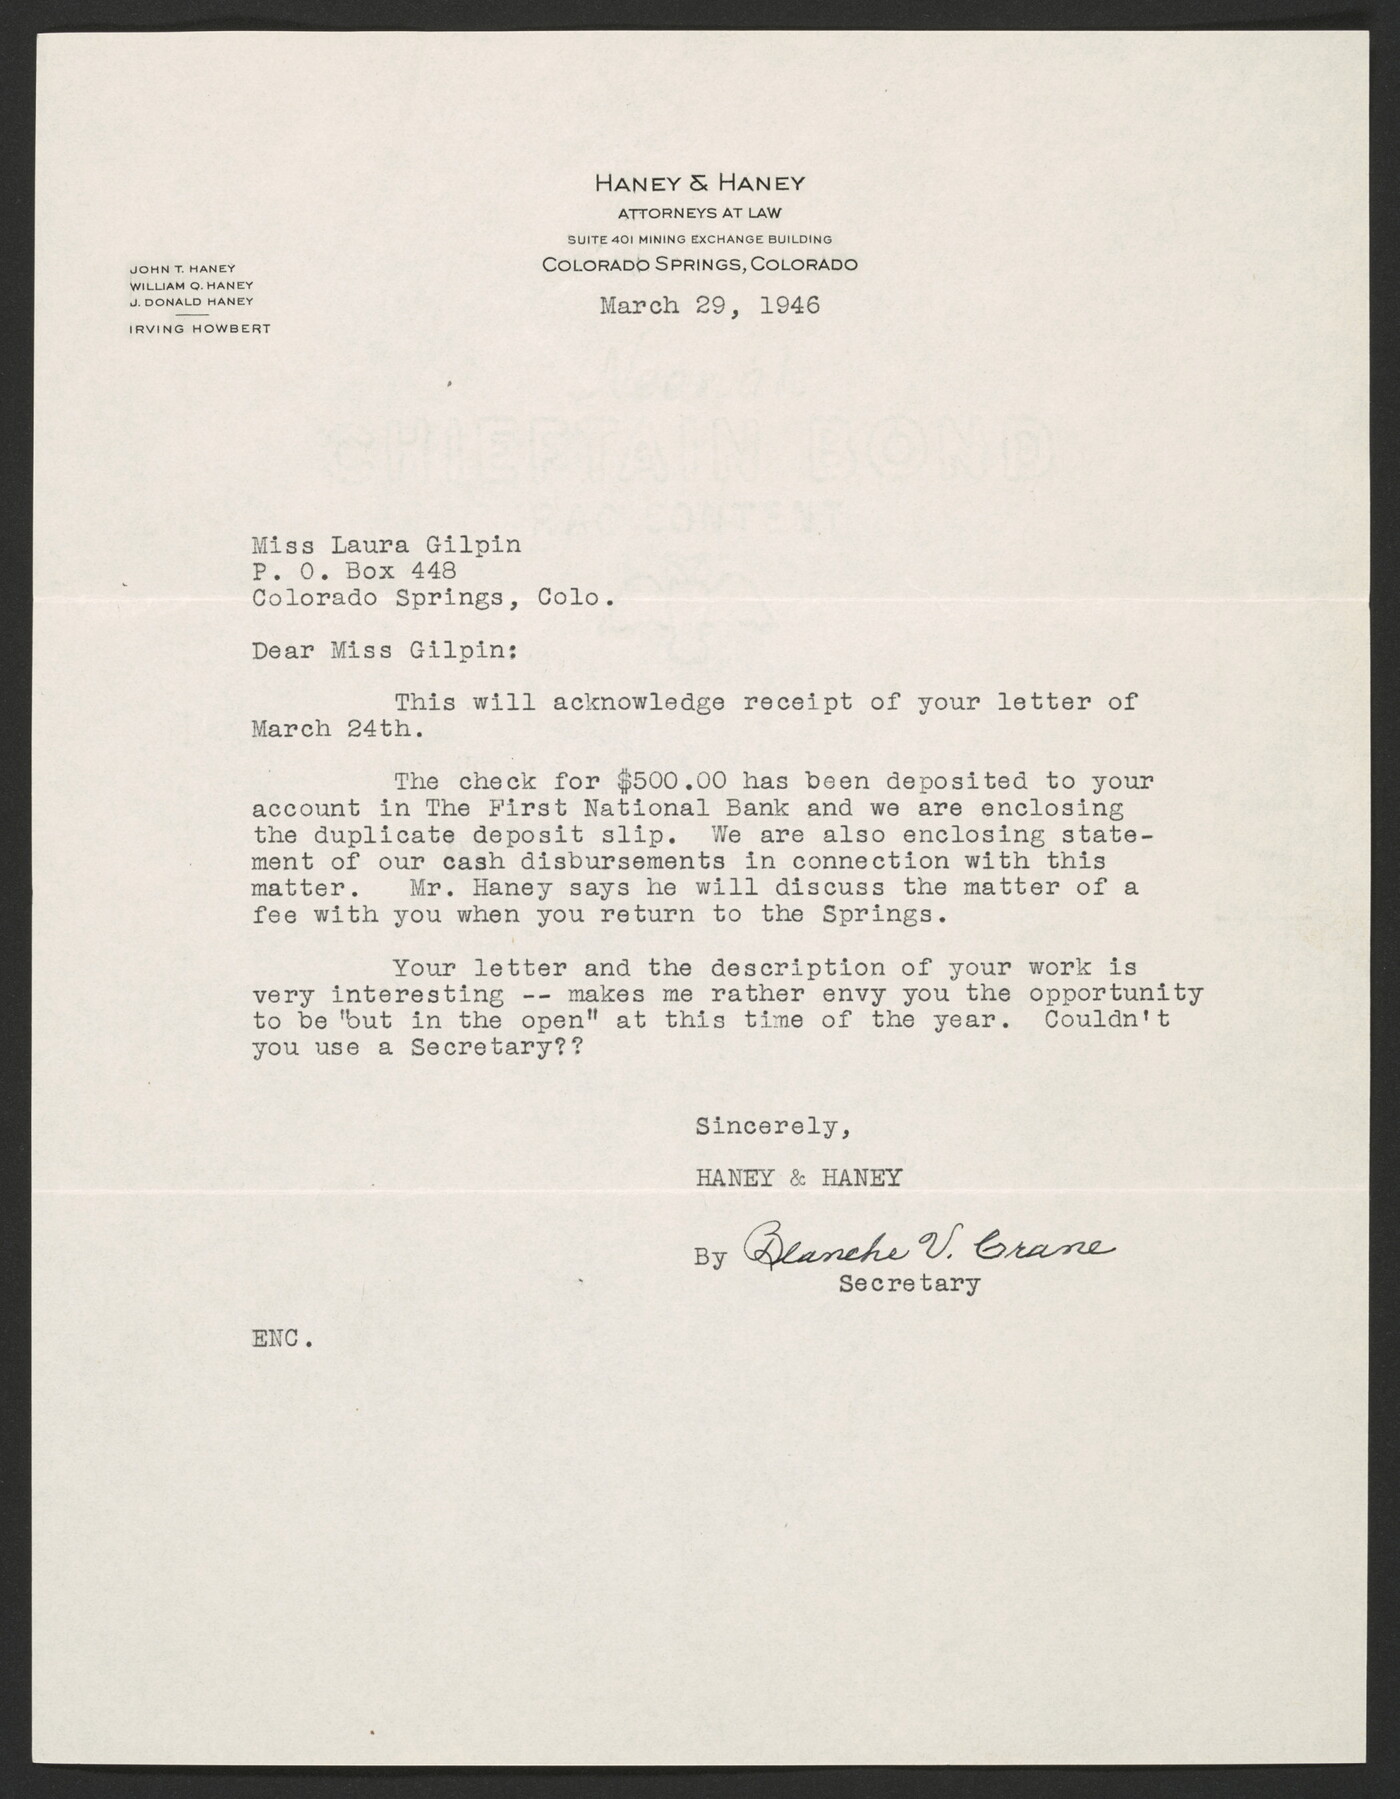 HANEY & HANEY
ATTORNEYS AT LAW
SUITE 401 MINING EXCHANGE BUILDING
COLORADO SPRINGS, COLORADO
JOHN T. HANEY
WILLIAM Q. HANEY
J. DONALD HANEY
IRVING HOWBERT
March 29, 1946
CHIEFTAIN BOND
Miss Laura Gilpin
P. O. Box 448
Colorado Springs, Colo.
Dear Miss Gilpin:
This will acknowledge receipt of your letter of
March 24th.
The check for $500.00 has been deposited to your
account in The First National Bank and we are enclosing
the duplicate deposit slip. We are also enclosing state-
ment of our cash disbursements in connection with this
matter. Mr. Haney says he will discuss the matter of a
fee with you when you return to the Springs.
Your letter and the description of your work is
very interesting -- makes me rather envy you the opportunity
to be "but in the open" at this time of the year. Couldn't
you use a Secretary??
Sincerely,
HANEY & HANEY
By Blanche V. Crane
Secretary
ENC.